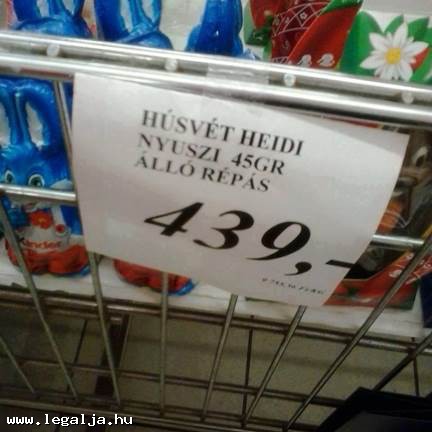 HÚSVÉT HEIDI
NYUSZI 45GR
ÁLLÓ RÉPÁS
439,-
Kinder
www.legalja.hu